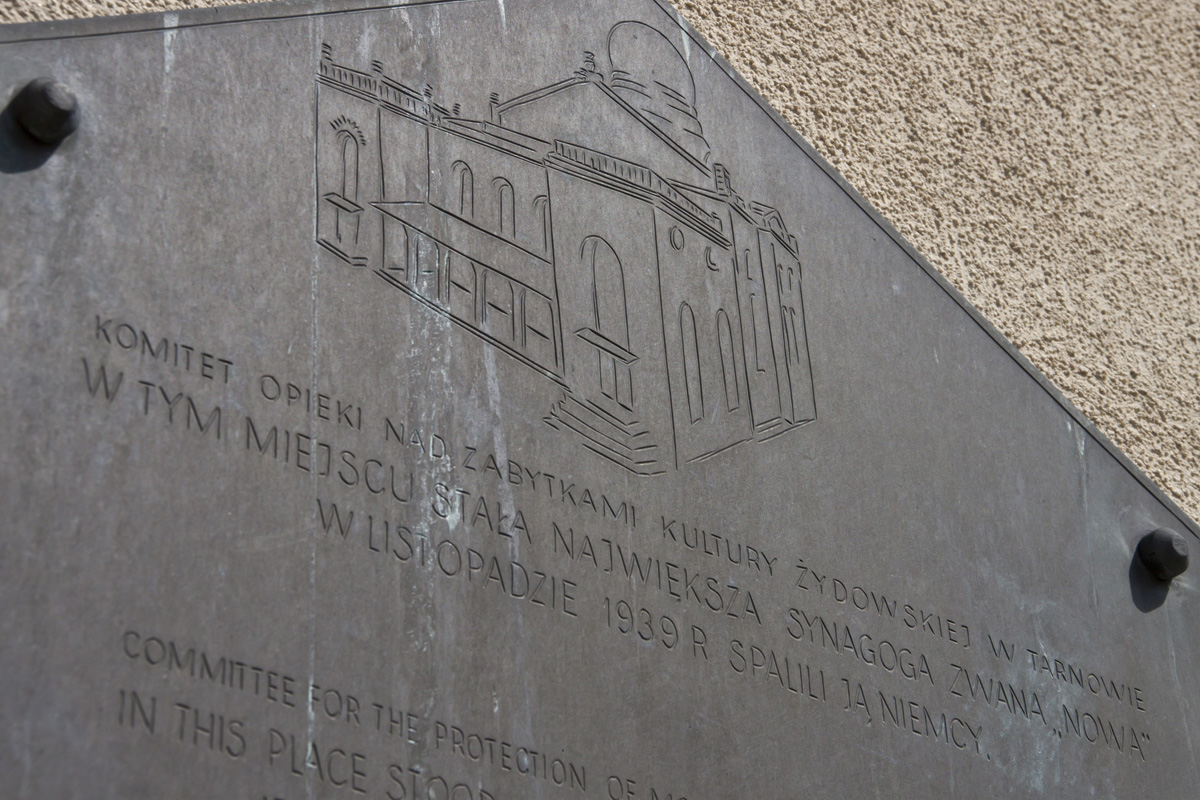 KOMITET OPIEKI NAD ZABYTKAMI KULTURY ŻYDOWSKIEJ W TARNOWIE
W TYM MIEJSCU STAŁA NAJWIĘKSZA SYNAGOGA ZWANA „NOWA"
W LISTOPADZIE 1939 R SPALILI JĄ NIEMCY.
COMMITTEE FOR THE PROTECTION OF
IN THIS PLACE STOOD